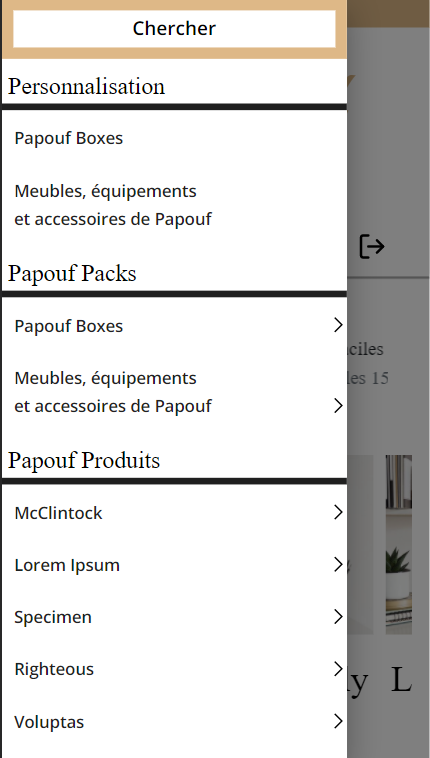 Chercher
Personnalisation
Papouf Boxes
Meubles, équipements
et accessoires de Papouf
Papouf Packs
Papouf Boxes
Meubles, équipements
et accessoires de Papouf
Papouf Produits
McClintock
Lorem Ipsum
Specimen
Righteous
Voluptas
15